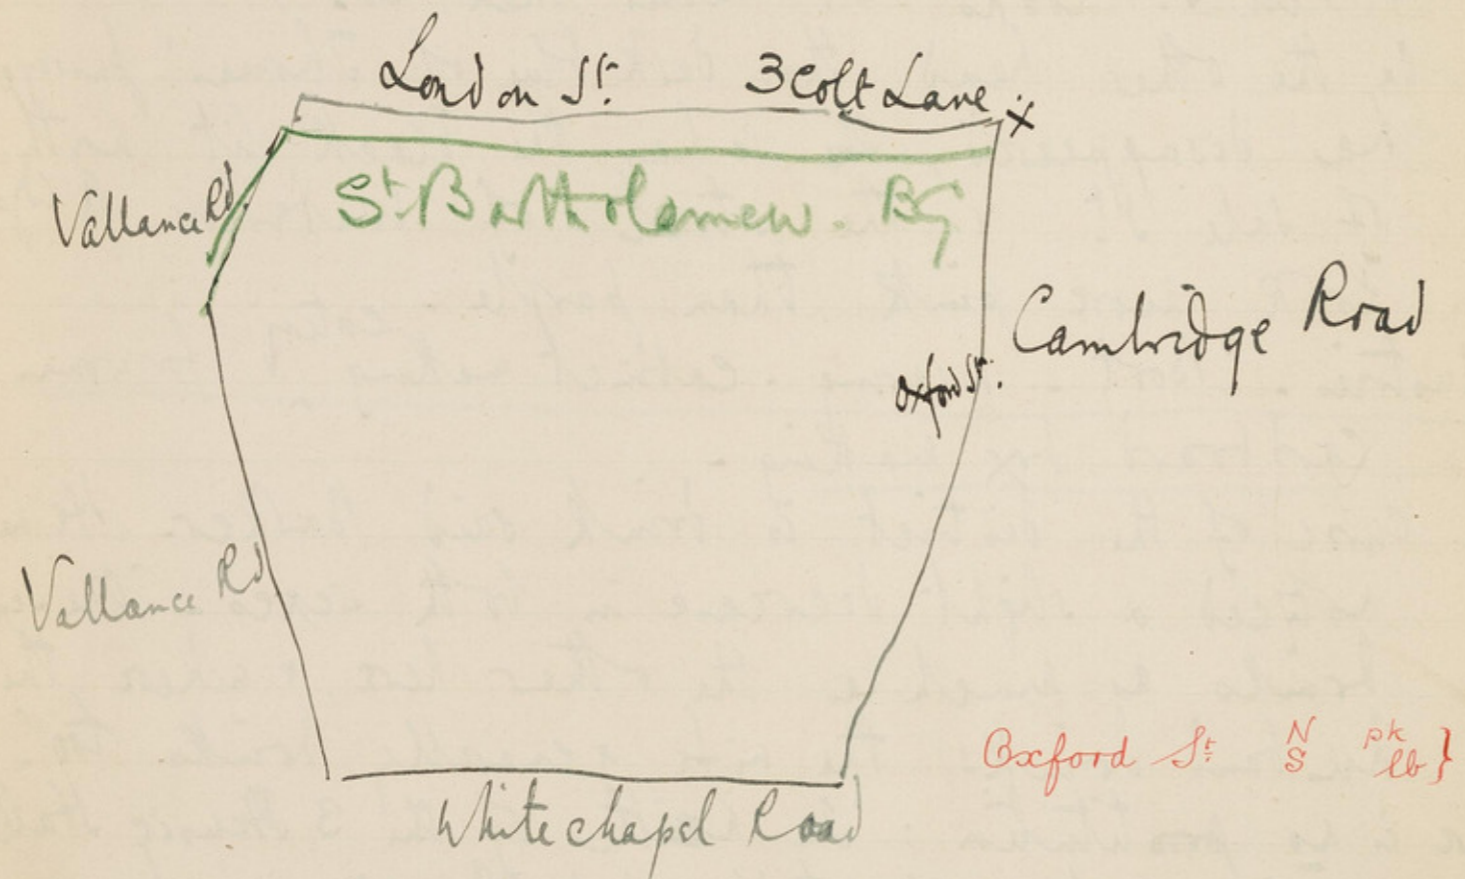 London St. 3 Colt Lane. x
Vallance Rd.
St. Bartholomew. BG
Cambridge Road
Oxford St.
Vallance Rd
Oxford St. N pk }
S lb
Whitechapel Road